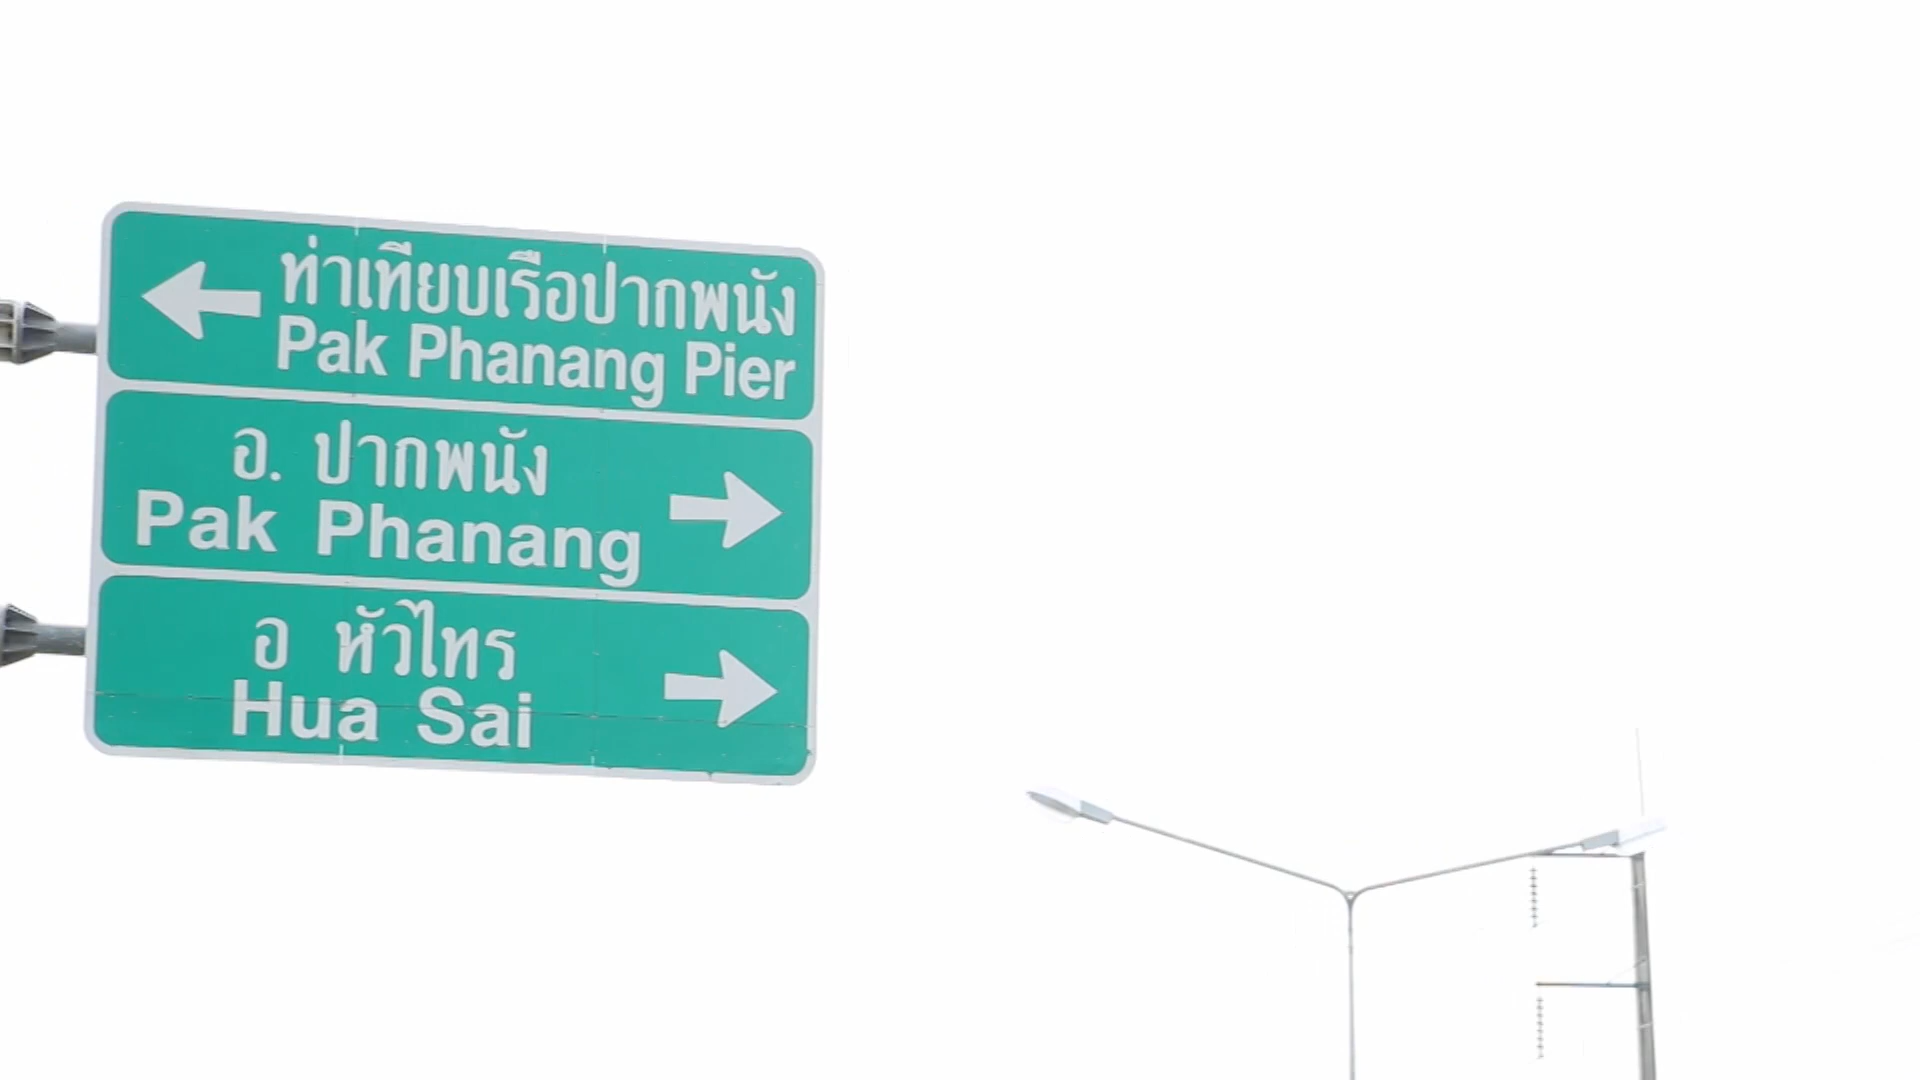 ท่าเทียบเรือปากพนัง
Pak Phanang Pier
อ. ปากพนัง
Pak Phanang
อ หัวไทร
Hua Sai